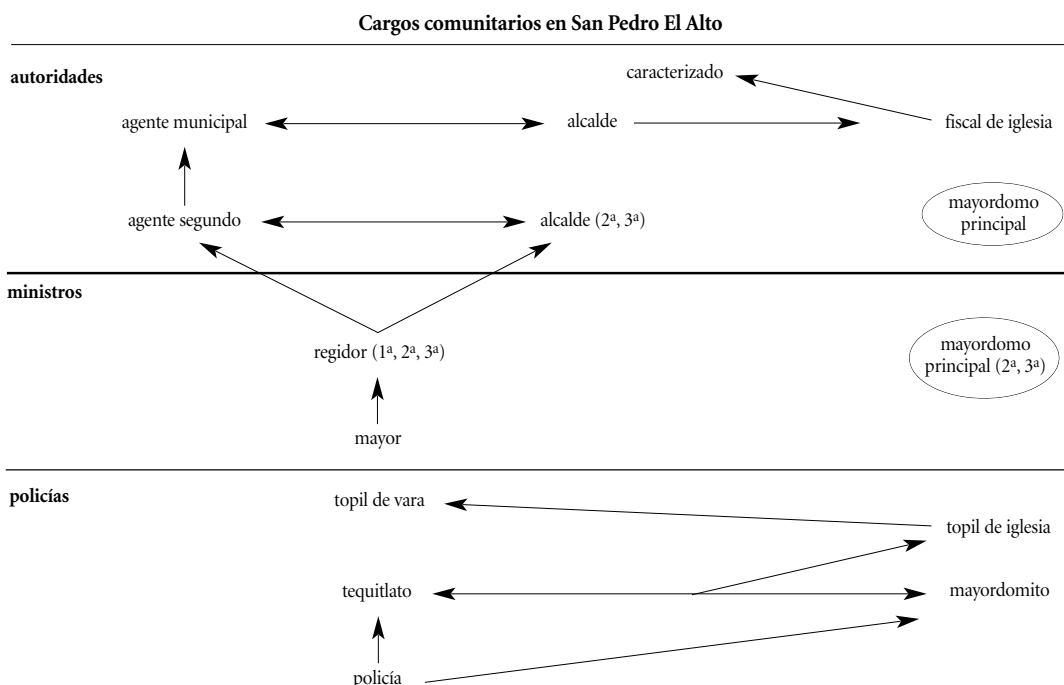 Cargos comunitarios en San Pedro El Alto
autoridades
caracterizado
agente municipal
alcalde
fiscal de iglesia
agente segundo
alcalde (2ª, 3ª)
mayordomo
principal
ministros
regidor (1ª, 2ª, 3ª)
mayordomo
principal (2ª, 3ª)
mayor
policías
topil de vara
topil de iglesia
tequitlato
mayordomito
policía